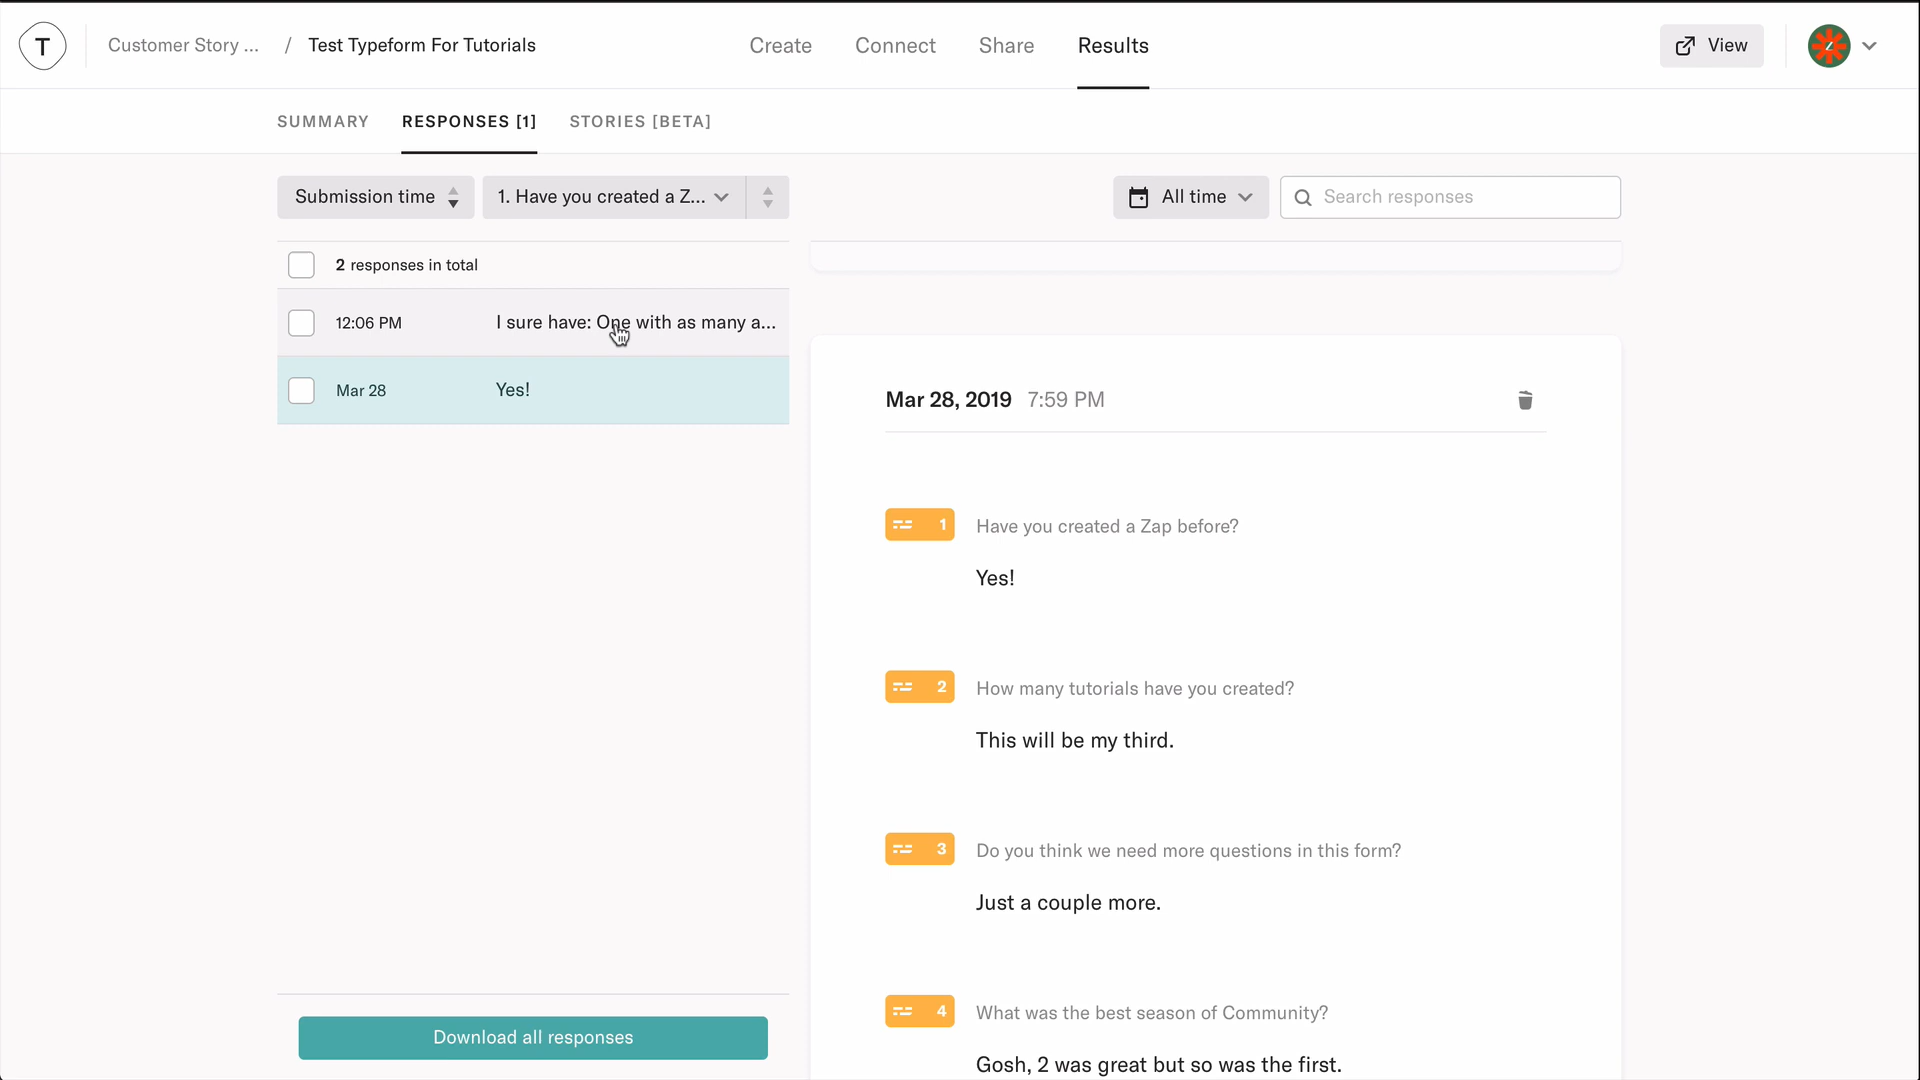 T
Customer Story ... / Test Typeform For Tutorials
Create Connect Share Results
View
z
SUMMARY RESPONSES [1] STORIES [BETA]
Submission time
1. Have you created a Z...
All time
Search responses
2 responses in total
12:06 PM I sure have: One with as many a...
Mar 28 Yes!
Download all responses
Mar 28, 2019 7:59 PM
1 Have you created a Zap before?
Yes!
2 How many tutorials have you created?
This will be my third.
3 Do you think we need more questions in this form?
Just a couple more.
4 What was the best season of Community?
Gosh, 2 was great but so was the first.